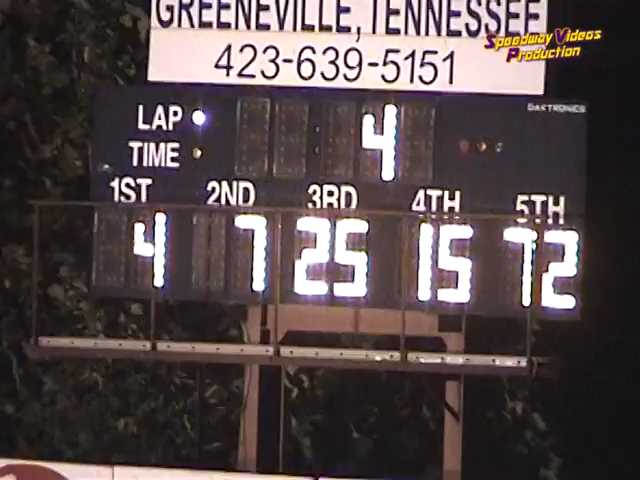 GREENEVILLE, TENNESSEE
423-639-5151
Speedway Videos
Production
DAKTRONICS
LAP 4
TIME
1ST 2ND 3RD 4TH 5TH
4 7 25 15 72